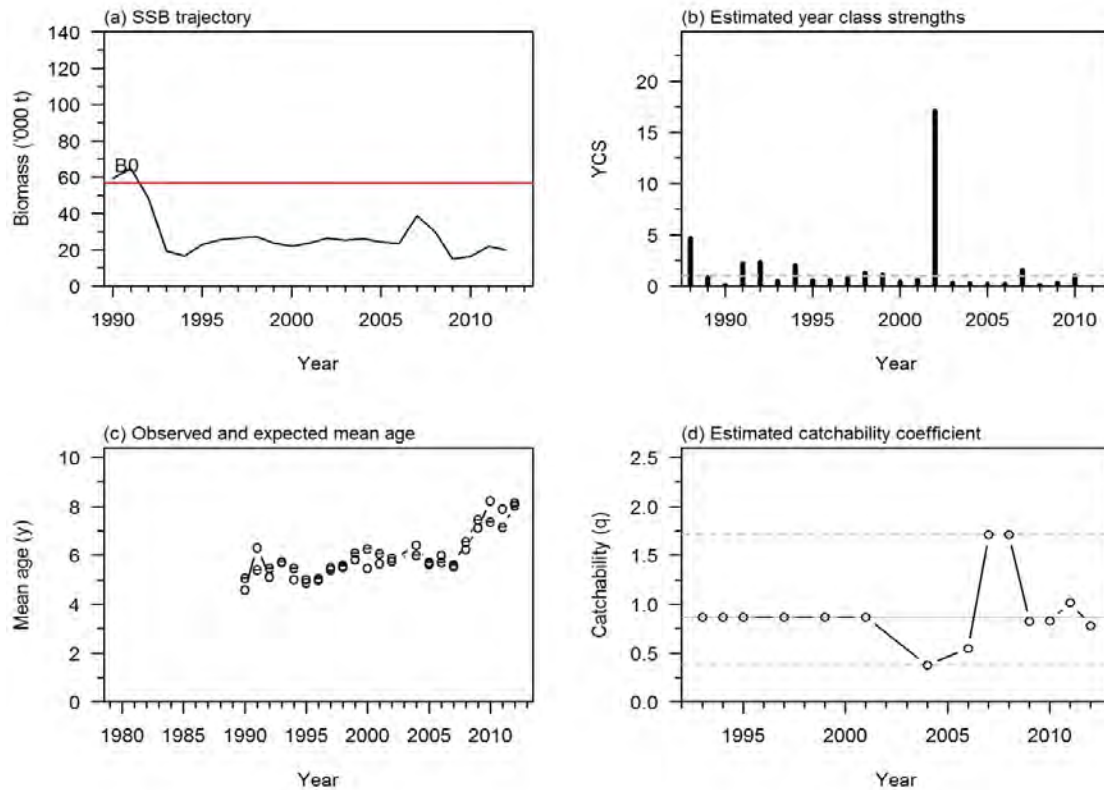 (a) SSB trajectory
140
120
100
80
60
40
20
0
B0
Biomass ('000 t)
1990 1995 2000 2005 2010
Year
(b) Estimated year class strengths
20
15
10
5
0
YCS
1990 1995 2000 2005 2010
Year
(c) Observed and expected mean age
10
8
6
4
2
0
Mean age (y)
1980 1985 1990 1995 2000 2005 2010
Year
(d) Estimated catchability coefficient
2.5
2.0
1.5
1.0
0.5
0.0
Catchability (q)
1995 2000 2005 2010
Year